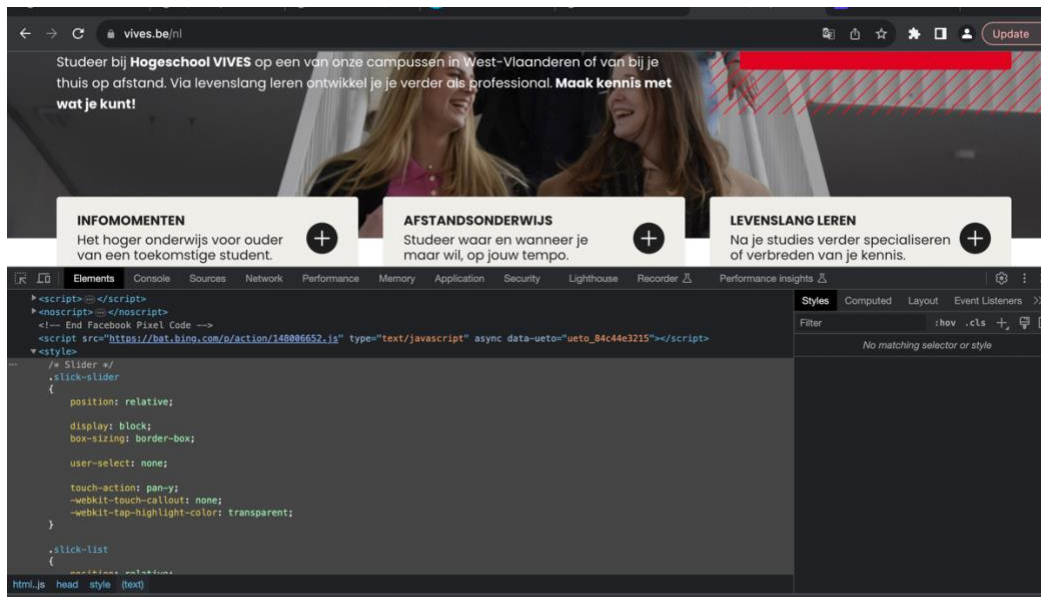 vives.be/nl
Update
Studeer bij Hogeschool VIVES op een van onze campussen in West-Vlaanderen of van bij je
thuis op afstand. Via levenslang leren ontwikkel je je verder als professional. Maak kennis met
wat je kunt!
INFOMOMENTEN
Het hoger onderwijs voor ouder
van een toekomstige student.
AFSTANDSONDERWIJS
Studeer waar en wanneer je
maar wil, op jouw tempo.
LEVENSLANG LEREN
Na je studies verder specialiseren
of verbreden van je kennis.
Elements Console Sources Network Performance Memory Application Security Lighthouse Recorder Performance insights
<script>…</script>
<noscript>…</noscript>
<!-- End Facebook Pixel Code -->
<script src="https://bat.bing.com/p/action/148006652.js" type="text/javascript" async data-ueto="ueto_84c44e3215"></script>
<style>
/* Slider */
.slick-slider
{
position: relative;
display: block;
box-sizing: border-box;
user-select: none;
touch-action: pan-y;
-webkit-touch-callout: none;
-webkit-tap-highlight-color: transparent;
}
.slick-list
{
position: relative;
html.js head style (text)
Styles Computed Layout Event Listeners
Filter :hov .cls
No matching selector or style